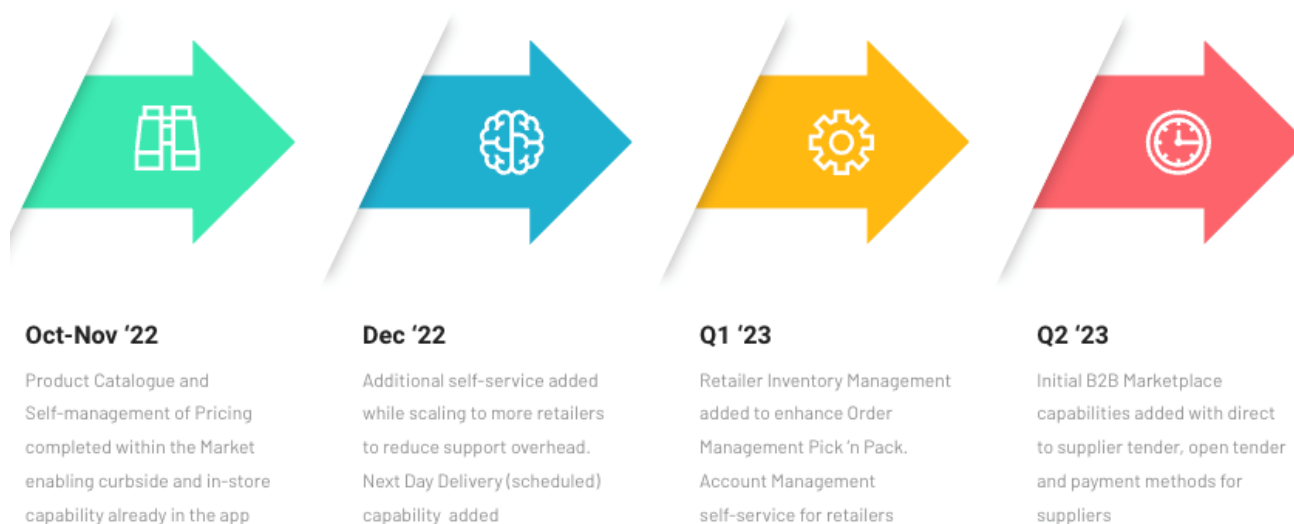 Oct-Nov ‘22
Product Catalogue and
Self-management of Pricing
completed within the Market
enabling curbside and in-store
capability already in the app
Dec ‘22
Additional self-service added
while scaling to more retailers
to reduce support overhead.
Next Day Delivery (scheduled)
capability added
Q1 ‘23
Retailer Inventory Management
added to enhance Order
Management Pick ‘n Pack.
Account Management
self-service for retailers
Q2 ‘23
Initial B2B Marketplace
capabilities added with direct
to supplier tender, open tender
and payment methods for
suppliers